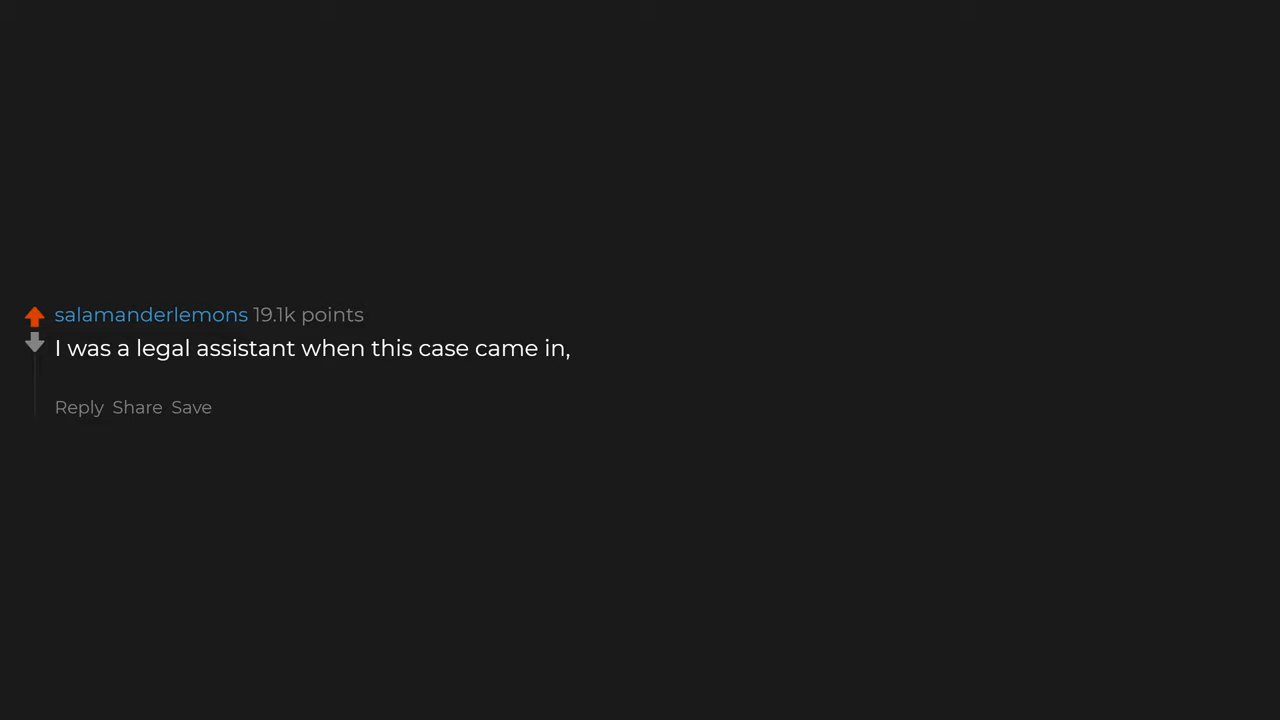 salamanderlemons 19.1k points
I was a legal assistant when this case came in,
Reply Share Save